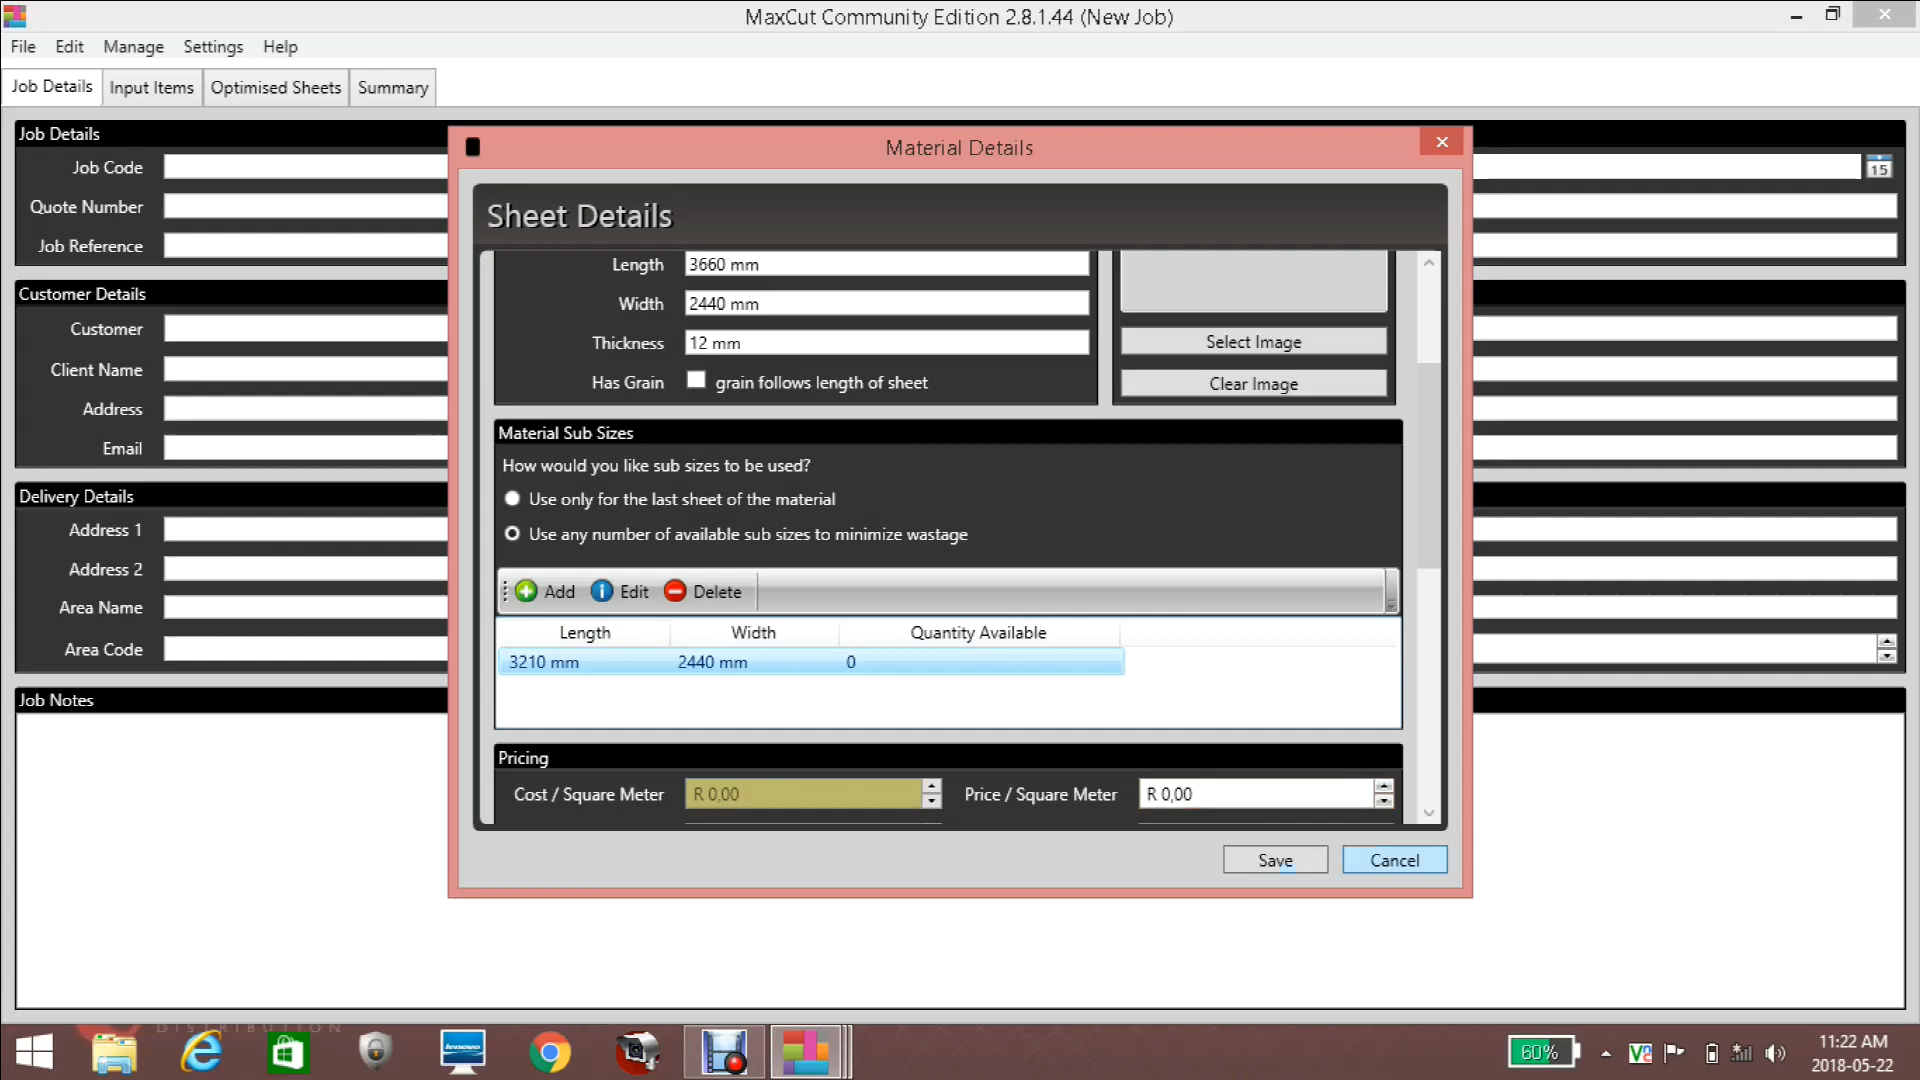 MaxCut Community Edition 2.8.1.44 (New Job)
File Edit Manage Settings Help
Job Details Input Items Optimised Sheets Summary
Job Details
Job Code
Quote Number
Job Reference
15
Customer Details
Customer
Client Name
Address
Email
Delivery Details
Address 1
Address 2
Area Name
Area Code
Job Notes
Material Details
Sheet Details
Length 3660 mm
Width 2440 mm
Thickness 12 mm
Has Grain grain follows length of sheet
Select Image
Clear Image
Material Sub Sizes
How would you like sub sizes to be used?
Use only for the last sheet of the material
Use any number of available sub sizes to minimize wastage
Add Edit Delete
Length Width Quantity Available
3210 mm 2440 mm 0
Pricing
Cost / Square Meter R 0,00 Price / Square Meter R 0,00
Save Cancel
DISTRIBUTION
lenovo
60%
11:22 AM
2018-05-22